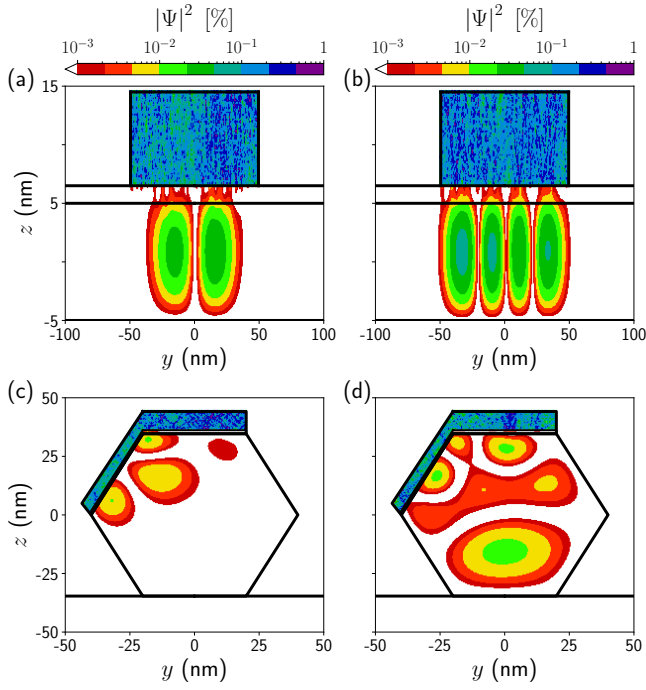 |Ψ|² [%] |Ψ|² [%]
10⁻³ 10⁻² 10⁻¹ 1 10⁻³ 10⁻² 10⁻¹ 1
(a) (b)
15
5
-5
z (nm)
-100 -50 0 50 100 -100 -50 0 50 100
y (nm) y (nm)
(c) (d)
50
25
0
-25
-50
z (nm)
-50 -25 0 25 50 -50 -25 0 25 50
y (nm) y (nm)